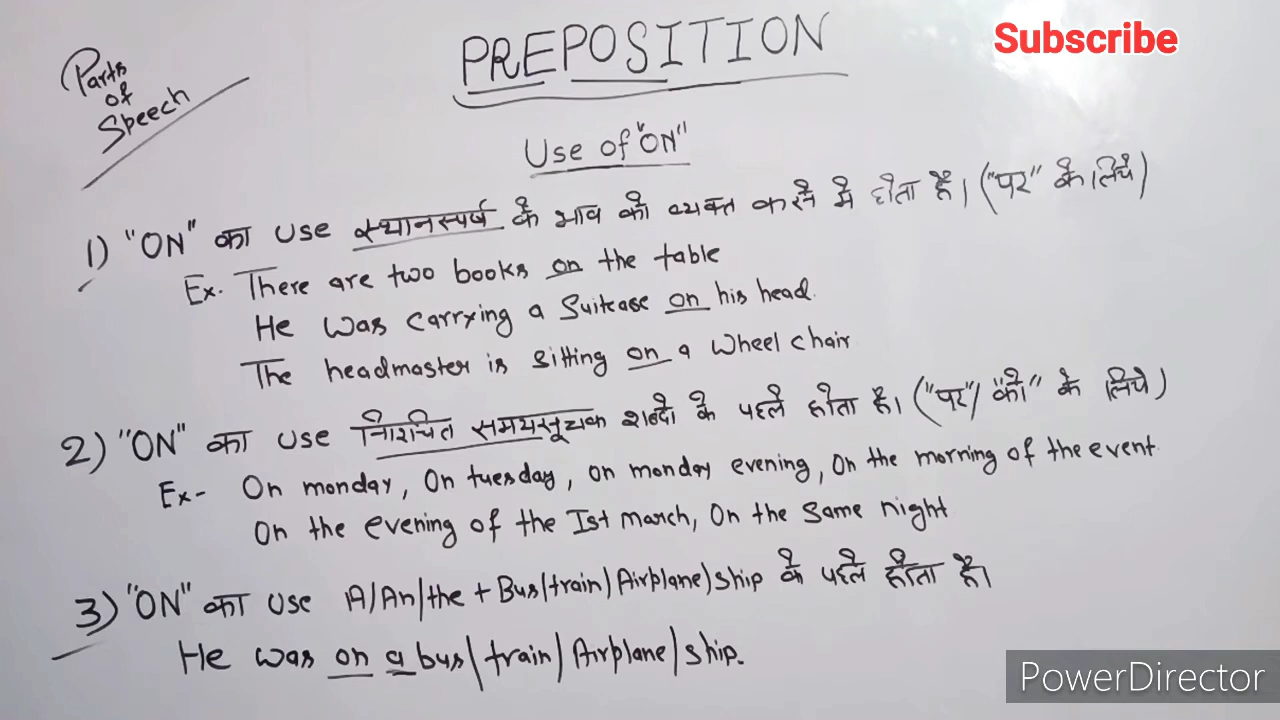 Parts
of
Speech
PREPOSITION
Subscribe
Use of "ON"
1) "ON" का use स्थानस्पर्ष के भाव को व्यक्त करने मे होता है। ("पर" के लिये)
Ex. There are two books on the table
He was carrying a suitcase on his head.
The headmaster is sitting on a wheel chair
2) "ON" का use निश्चित समयसूचक शब्दो के पहले होता है। ("पर"/"को" के लिये)
Ex- On monday, On tuesday, on monday evening, On the morning of the event.
On the evening of the Ist march, On the same night
3) "ON" का use A/An/the + Bus/train/Airplane/ship के पहले होता है।
He was on a bus/train/Airplane/ship.
PowerDirector